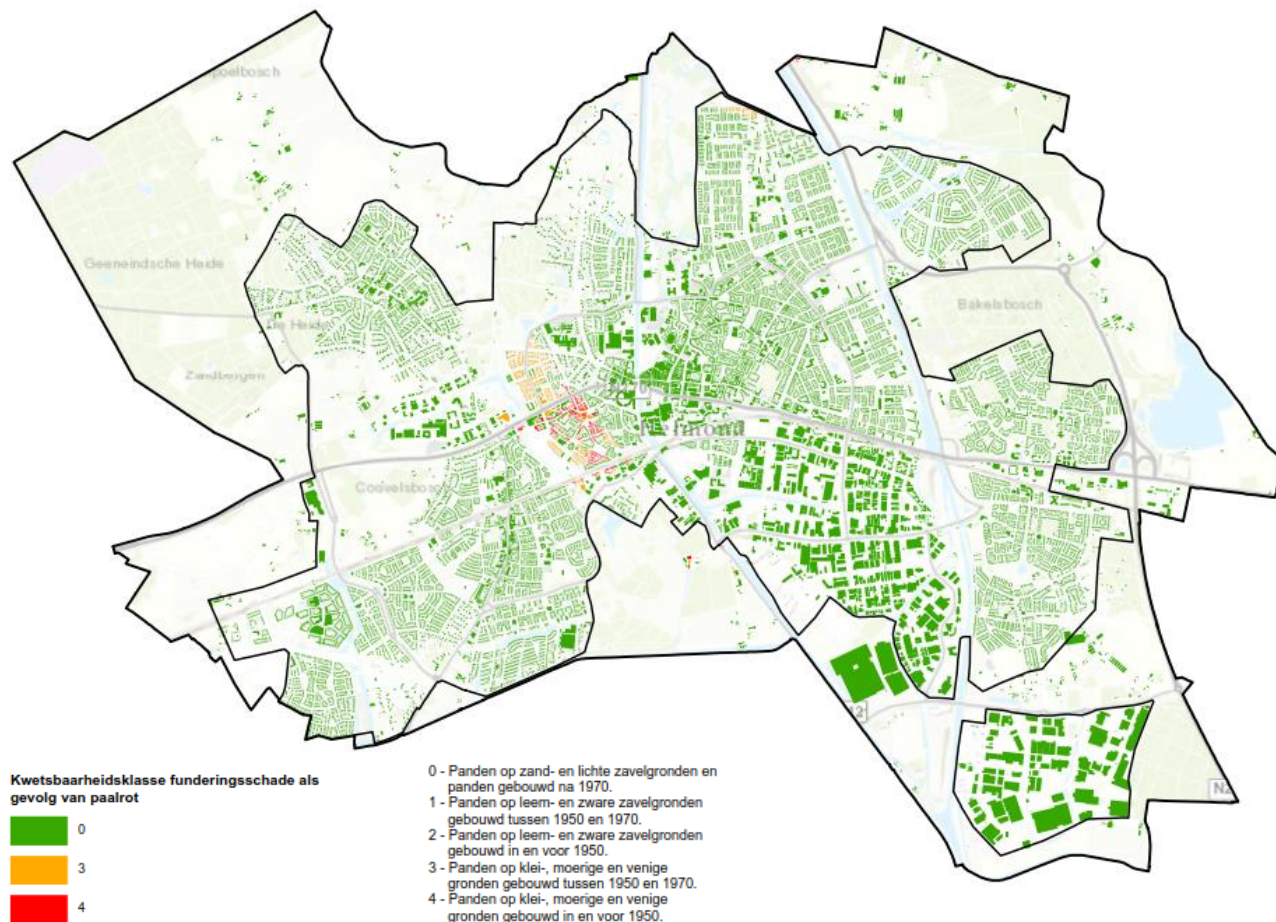 Geeneindsche Heide
De Heide
Zandbergen
Bakelsbosch
Helmond
N2
Kwetsbaarheidsklasse funderingsschade als
gevolg van paalrot
0
3
4
0 - Panden op zand- en lichte zavelgronden en
panden gebouwd na 1970.
1 - Panden op leem- en zware zavelgronden
gebouwd tussen 1950 en 1970.
2 - Panden op leem- en zware zavelgronden
gebouwd in en voor 1950.
3 - Panden op klei-, moerige en venige
gronden gebouwd tussen 1950 en 1970.
4 - Panden op klei-, moerige en venige
gronden gebouwd in en voor 1950.